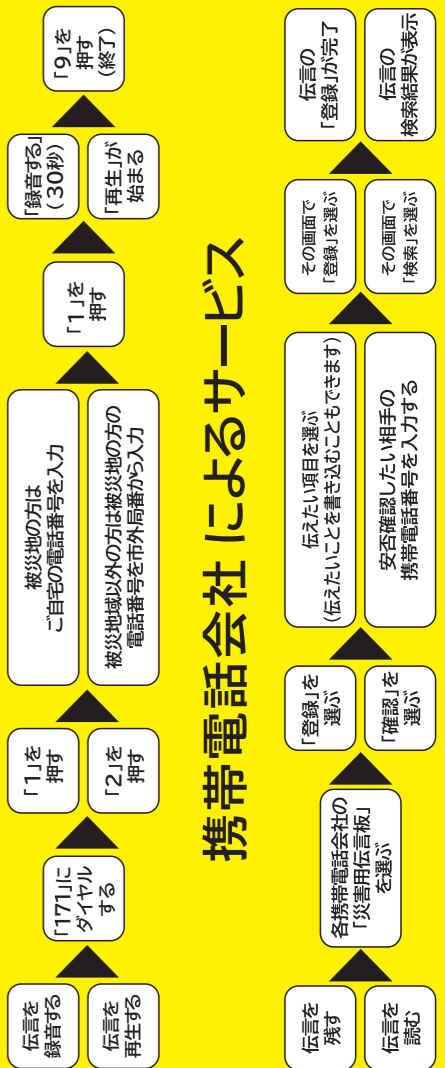 伝言を
録音する
伝言を
再生する
「171」に
ダイヤル
する
「1」を
押す
「2」を
押す
被災地の方は
ご自宅の電話番号を入力
被災地域以外の方は被災地の方の
電話番号を市外局番から入力
「1」を
押す
「録音する」
(30秒)
「再生」が
始まる
「9」を
押す
(終了)
携帯電話会社によるサービス
伝言を
残す
伝言を
読む
各携帯電話会社の
「災害用伝言板」
を選ぶ
「登録」を
選ぶ
「確認」を
選ぶ
伝えたい項目を選ぶ
(伝えたいことを書き込むこともできます)
安否確認したい相手の
携帯電話番号を入力する
その画面で
「登録」を選ぶ
その画面で
「検索」を選ぶ
伝言の
「登録」が完了
伝言の
検索結果が表示